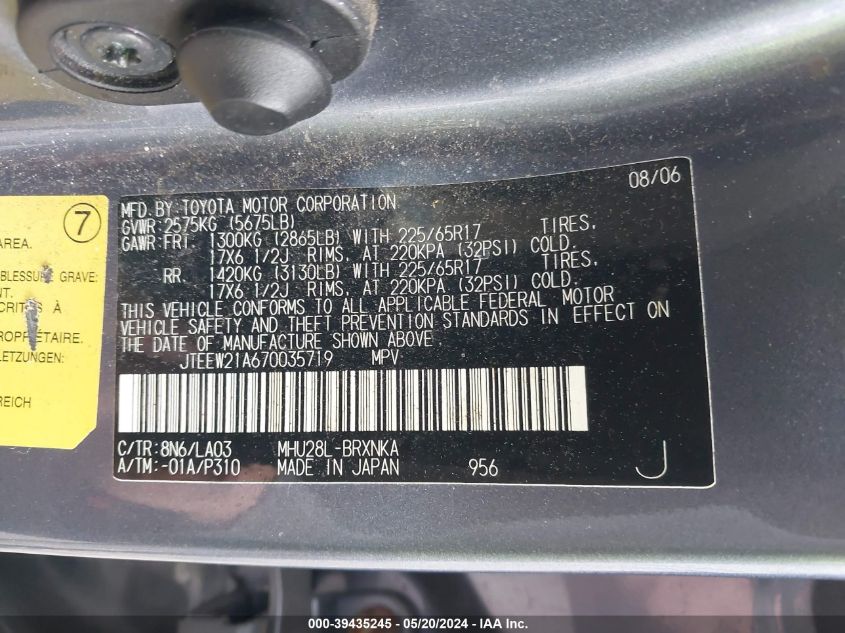 7
AREA.
BLESSURE GRAVE:
ENT.
CRITES À
PROPRIÉTAIRE.
LETZUNGEN!
REICH
08/06
MFD.BY TOYOTA MOTOR CORPORATION
GVWR:2575KG (5675LB)
GAWR:FRT. 1300KG (2865LB) WITH 225/65R17 TIRES,
17X6 1/2J RIMS, AT 220KPA (32PSI) COLD.
RR. 1420KG (3130LB) WITH 225/65R17 TIRES,
17X6 1/2J RIMS, AT 220KPA (32PSI) COLD.
THIS VEHICLE CONFORMS TO ALL APPLICABLE FEDERAL MOTOR
VEHICLE SAFETY AND THEFT PREVENTION STANDARDS IN EFFECT ON
THE DATE OF MANUFACTURE SHOWN ABOVE.
JTEEW21A670035719 MPV
C/TR:8N6/LA03 MHU28L-BRXNKA
A/TM:-01A/P310 MADE IN JAPAN 956 J
000-39435245 - 05/20/2024 - IAA Inc.